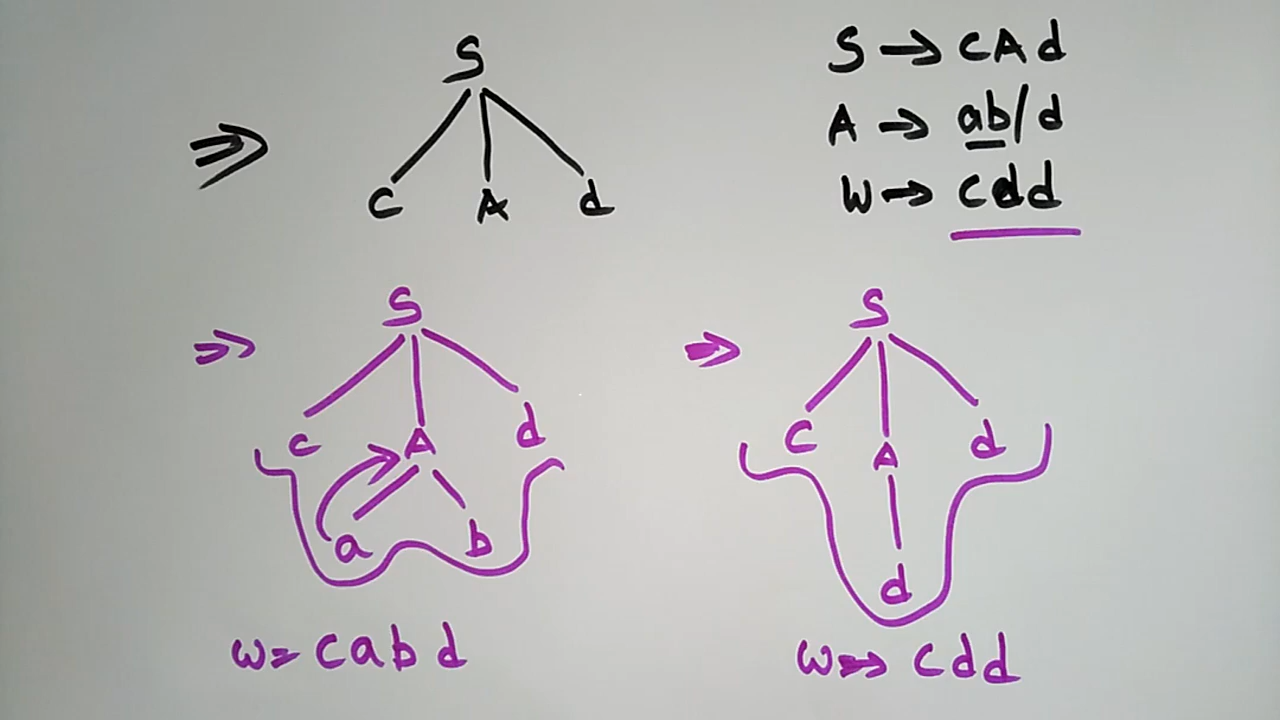 S
⇒
c A d
S → cAd
A → ab/d
W → cdd
⇒
S
c A d
a b
w = cabd
⇒
S
c A d
d
w ⇒ cdd